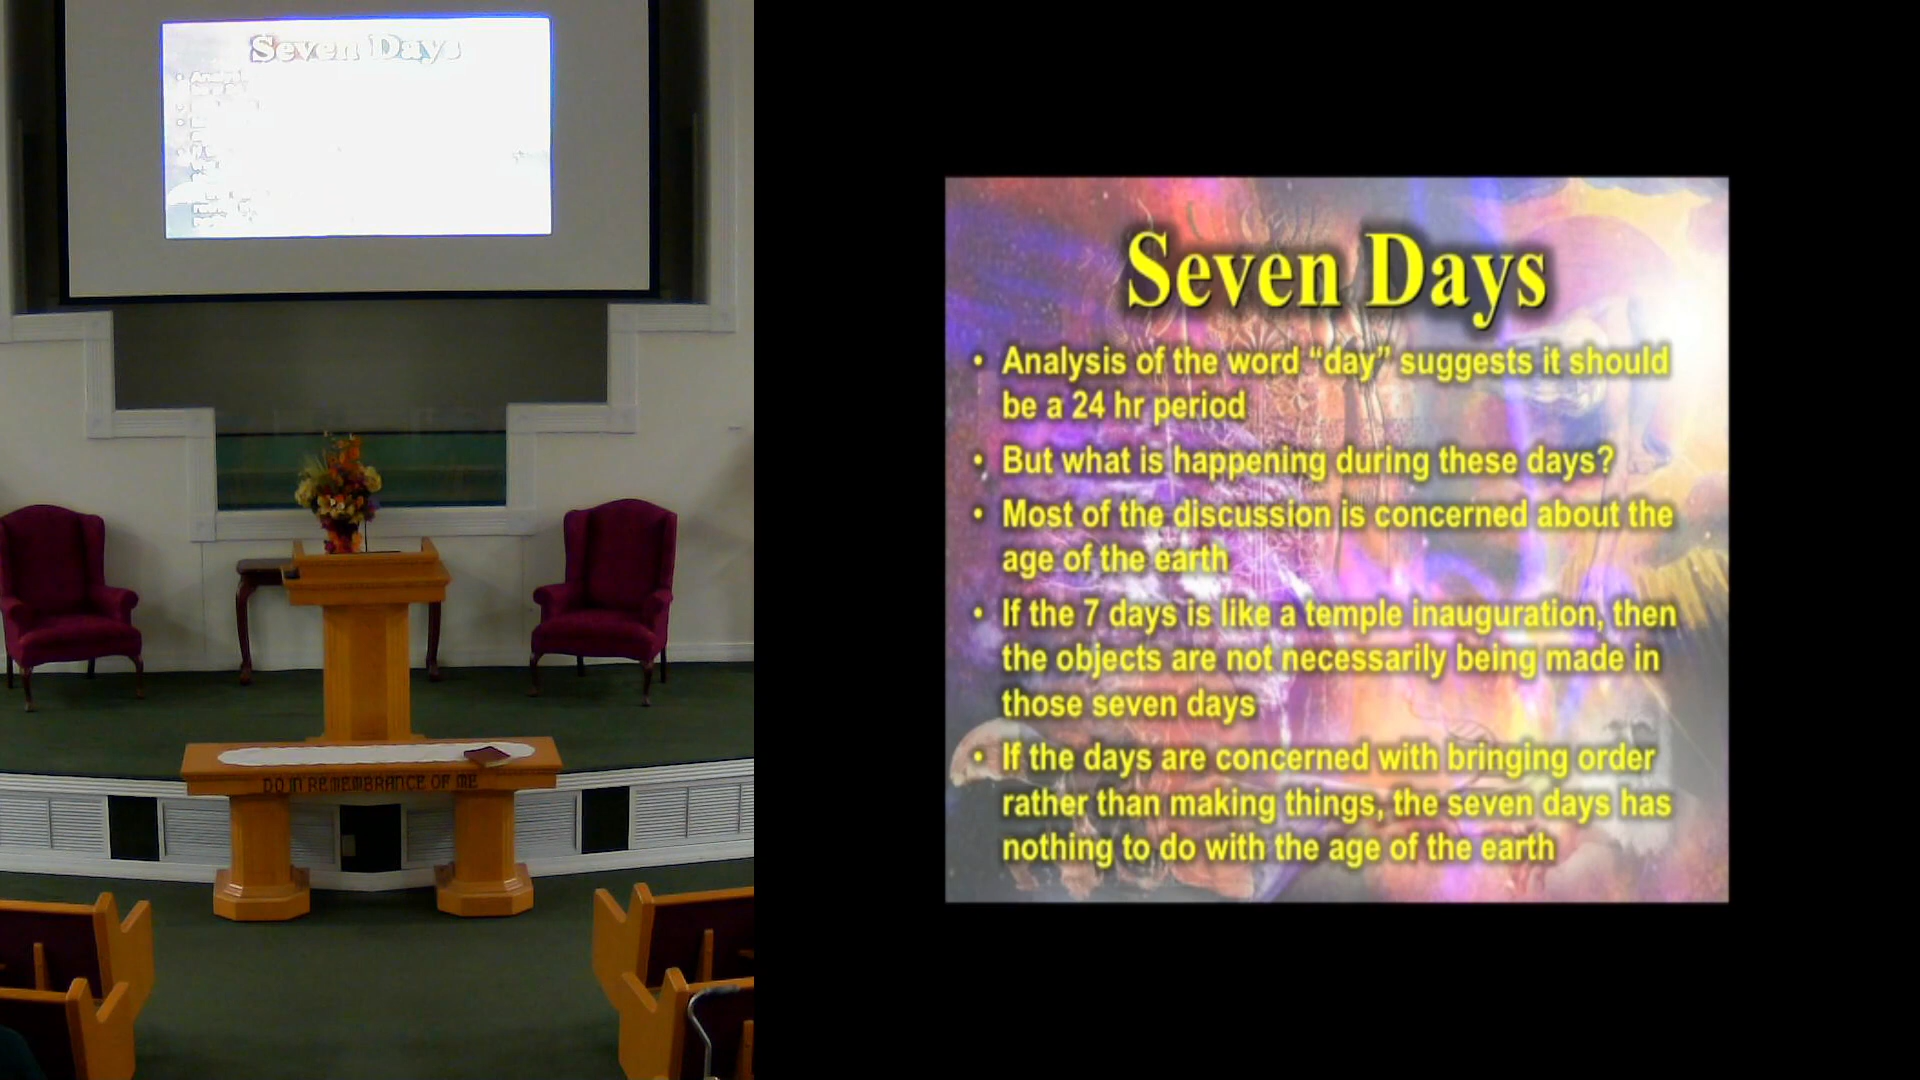 Seven Days
Seven Days
• Analysis of the word “day” suggests it should
be a 24 hr period
• But what is happening during these days?
• Most of the discussion is concerned about the
age of the earth
• If the 7 days is like a temple inauguration, then
the objects are not necessarily being made in
those seven days
• If the days are concerned with bringing order
rather than making things, the seven days has
nothing to do with the age of the earth
DO IN REMEMBRANCE OF ME